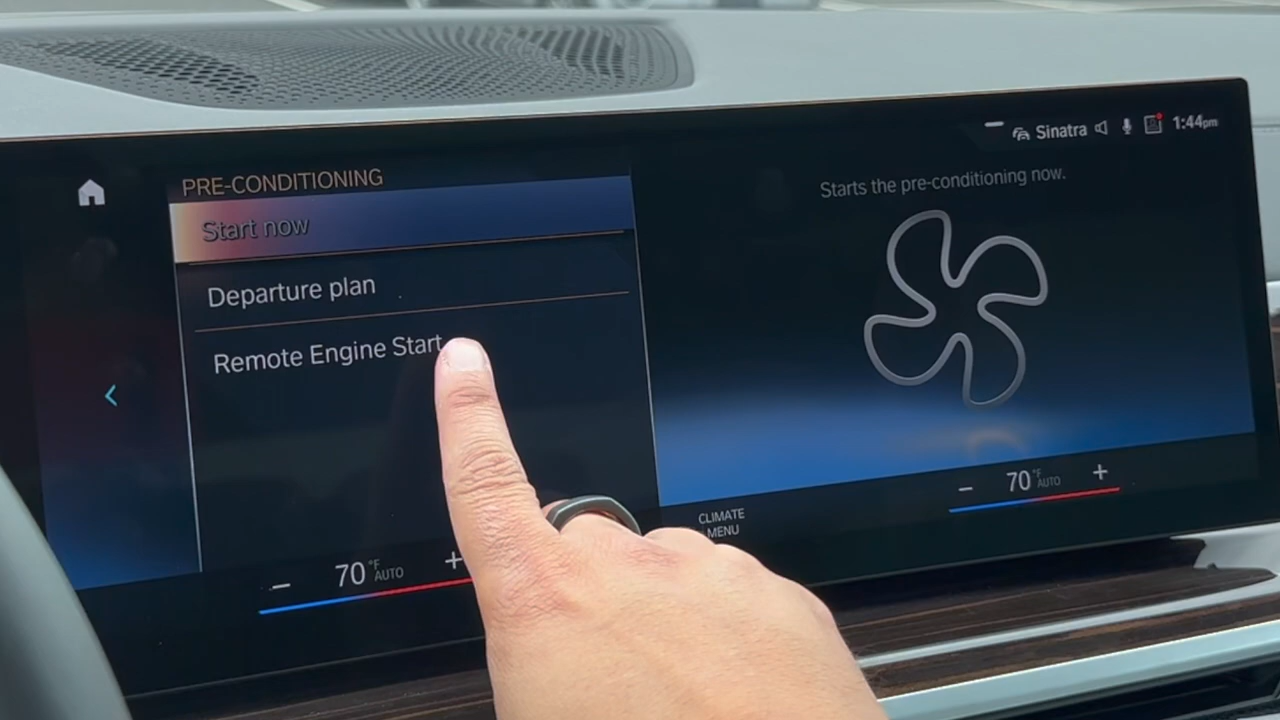 Sinatra 1:44pm
PRE-CONDITIONING
Start now
Departure plan
Remote Engine Start
Starts the pre-conditioning now.
− 70 °F AUTO +
CLIMATE
MENU
− 70 °F AUTO +